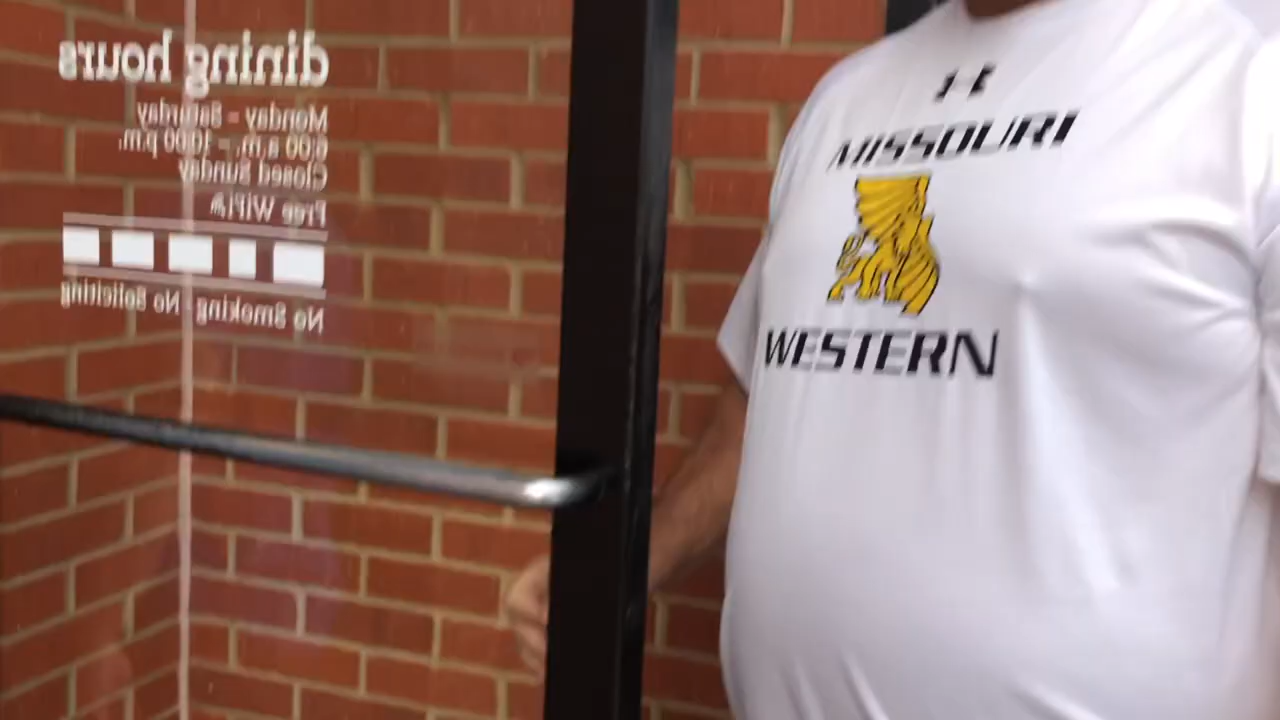 dining hours
Monday - Saturday
6:00 a.m. - 10:00 p.m.
Closed Sunday
Free WiFi
No Smoking · No Soliciting
MISSOURI
WESTERN